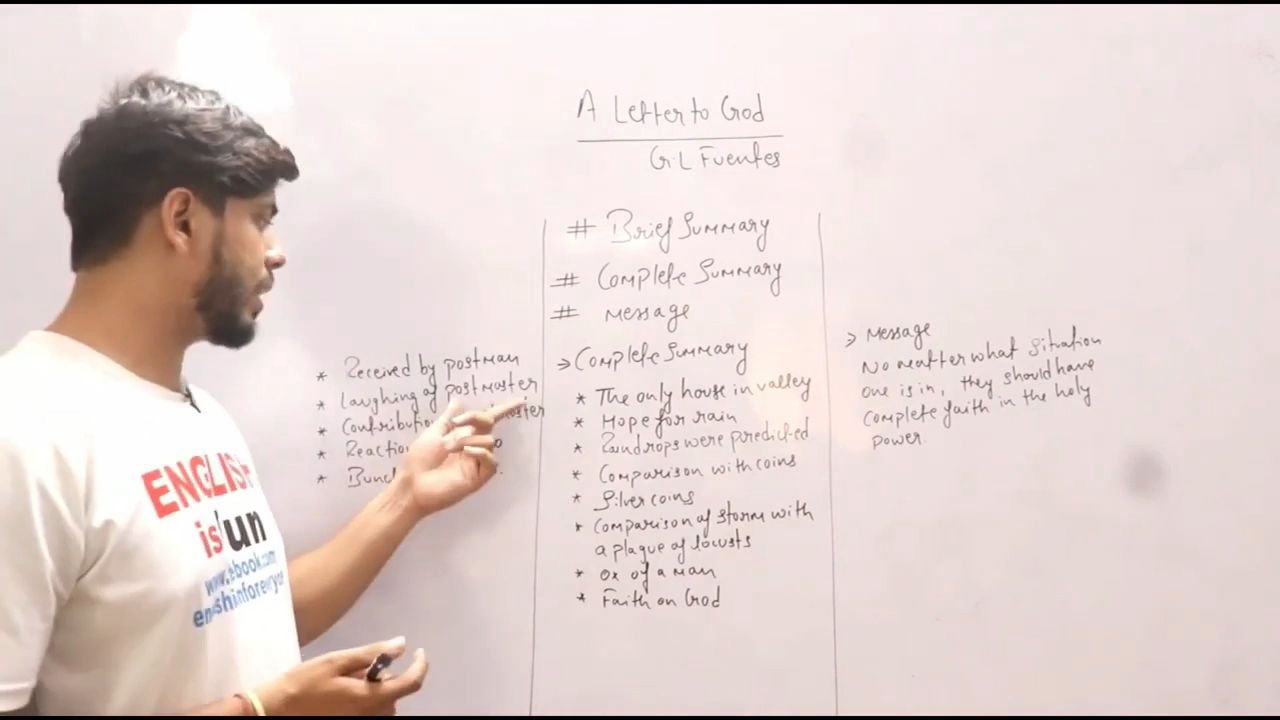 A Letter to God
G.L Fuentes
# Brief Summary
# Complete Summary
# Message
> Complete Summary
* The only house in valley
* Hope for rain
* Raindrops were predicted
* Comparison with coins
* Silver coins
* Comparison of storm with
a plague of locusts
* Ox of a man
* Faith on God
* Received by postman
* Laughing of postmaster
* Contribution
* Reaction
> Message
No matter what situation
one is in, they should have
complete faith in the holy
power.
ENGLISH
is